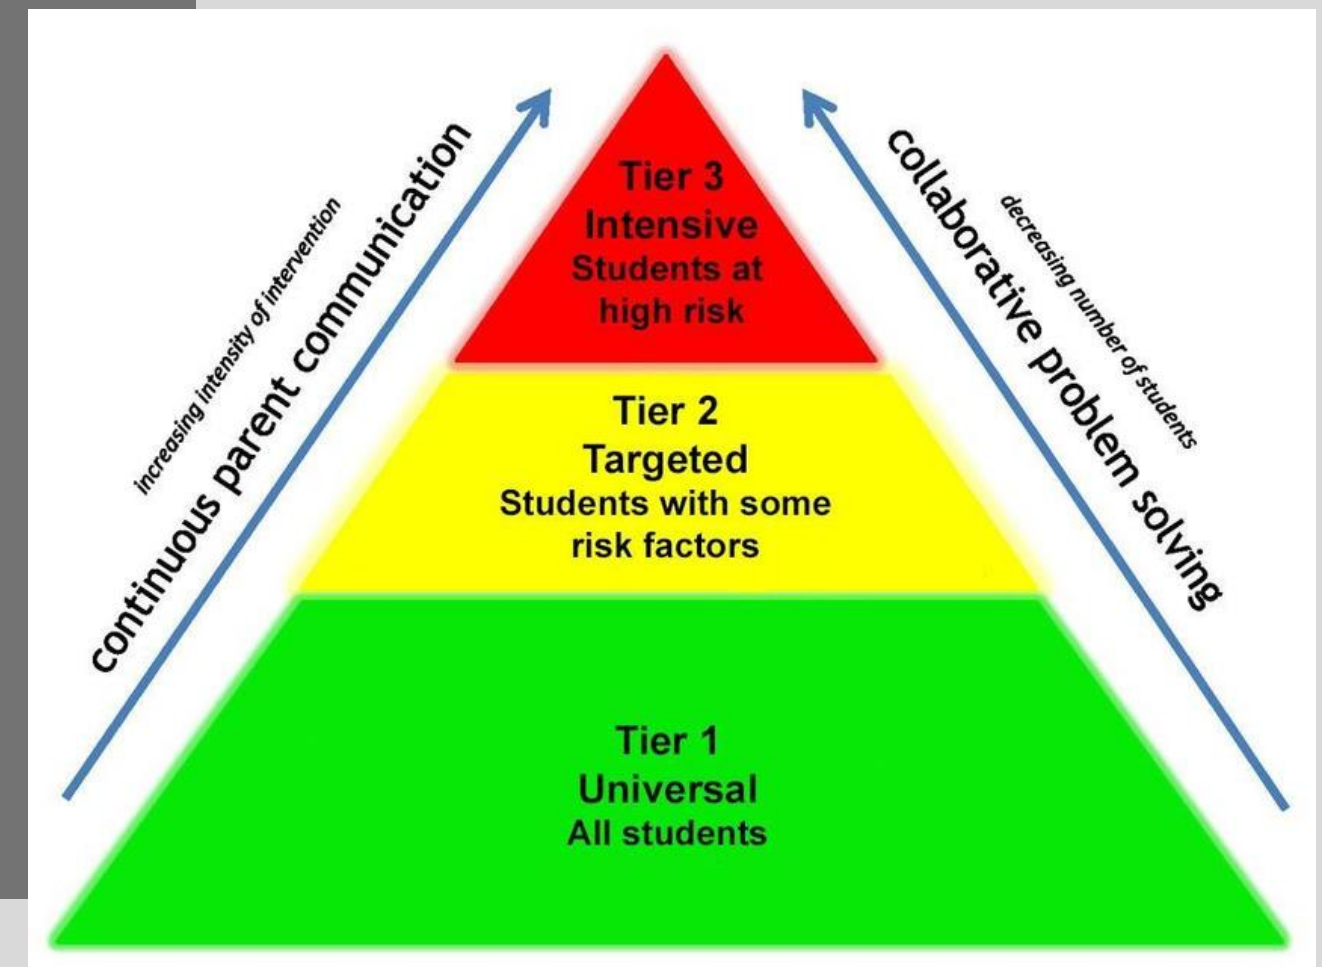 increasing intensity of intervention
continuous parent communication
collaborative problem solving
decreasing number of students
Tier 3
Intensive
Students at
high risk
Tier 2
Targeted
Students with some
risk factors
Tier 1
Universal
All students